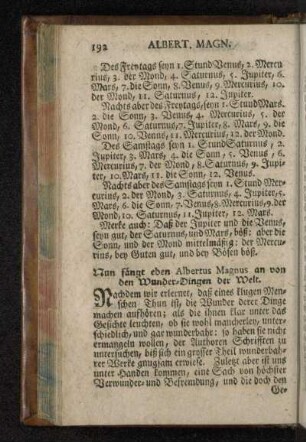 192 ALBERT. MAGN.
Des Freytags seyn 1. Stund Venus, 2. Mercu
rius, 3. der Mond, 4. Saturnus, 5. Jupiter, 6.
Mars, 7. die Sonn, 8. Venus, 9. Mercurius, 10.
der Mond, 11. Saturnus, 12. Jupiter.
Nachts aber des Freytags, seyn 1. Stund Mars.
2. die Sonn, 3. Venus, 4. Mercurius, 5. der
Mond, 6. Saturnus, 7. Jupiter, 8. Mars, 9. die
Sonn, 10. Venus, 11. Mercurius, 12. der Mond.
Des Samstags seyn 1. Stund Saturnus, 2.
Jupiter, 3. Mars, 4. die Sonn, 5. Venus, 6.
Mercurius, 7. der Mond, 8. Saturnus, 9. Jupi-
ter, 10. Mars, 11. die Sonn, 12. Venus.
Nachts aber des Samstags seyn 1. Stund Mer-
curius, 2. der Mond, 3. Saturnus, 4. Jupiter, 5.
Mars, 6. die Sonn, 7. Venus, 8. Mercurius, 9. der
Mond, 10. Saturnus, 11. Jupiter, 12. Mars.
Merke auch: Daß der Jupiter und die Venus,
seyn gut, der Saturnus, und Mars, böß: aber die
Sonn, und der Mond mittelmäßig: der Mercu-
rius, bey Guten gut, und bey Bösen böß.
Nun fängt eben Albertus Magnus an von
den Wunder-Dingen der Welt.
Nachdem wir erlernet, daß eines klugen Men-
schen Thun ist, die Wunder derer Dinge
machen aufhören; als die ihnen klar unter das
Gesichte leuchten, ob sie wohl mancherley, unter-
schiedlich, und gar wunderbahr: so haben sie nicht
ermangeln wollen, der Authoren Schrifften zu
untersuchen, biß sich ein grosser Theil wunderbah-
rer Werke gnugsam erwiese. Zuletzt aber ist uns
unter Handen kommen, eine Sach von höchster
Verwunder- und Befrembdung, und die doch den
Ge-